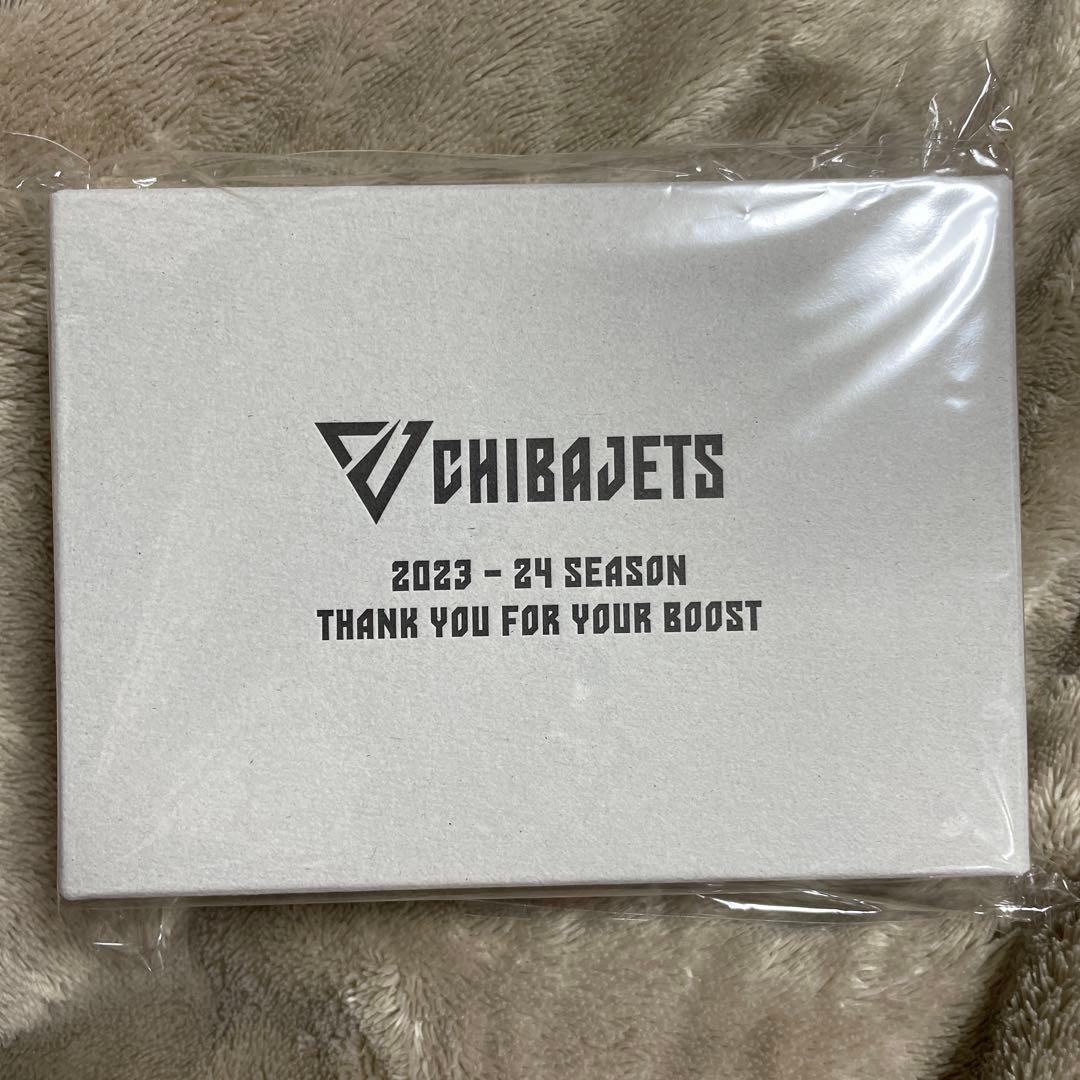 CHIBAJETS
2023 - 24 SEASON
THANK YOU FOR YOUR BOOST